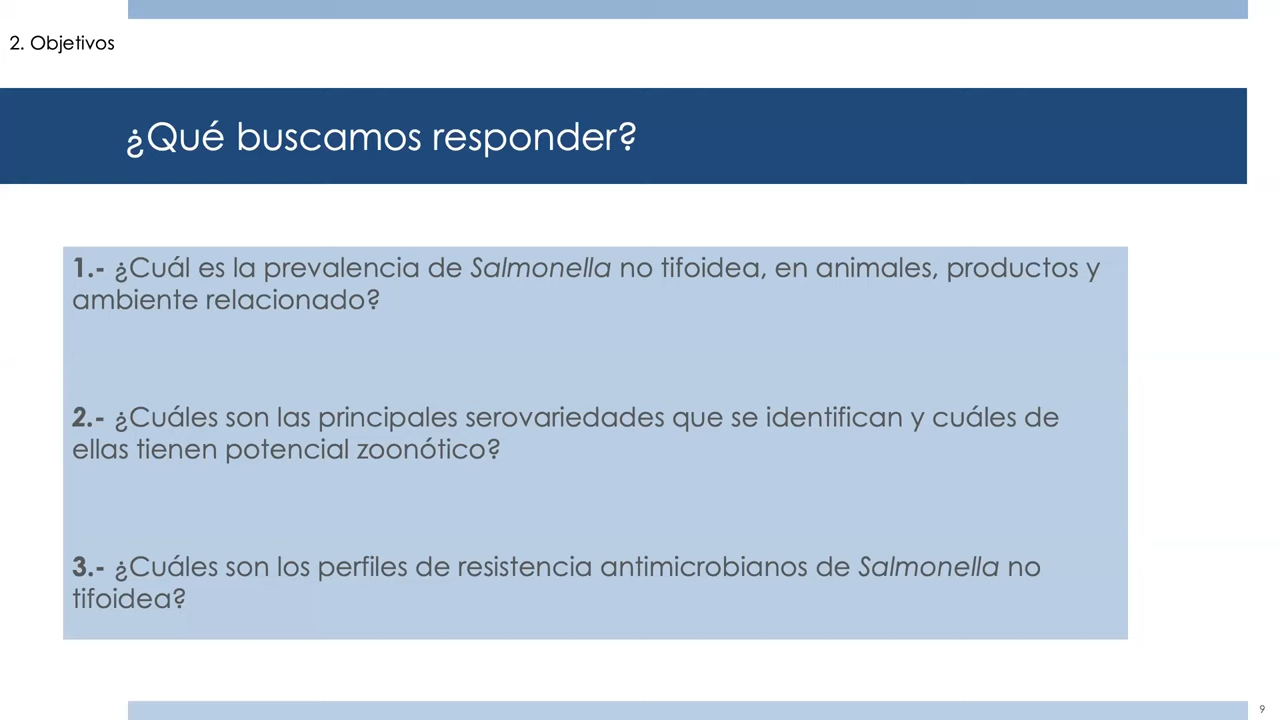 2. Objetivos
¿Qué buscamos responder?
1.- ¿Cuál es la prevalencia de Salmonella no tifoidea, en animales, productos y
ambiente relacionado?
2.- ¿Cuáles son las principales serovariedades que se identifican y cuáles de
ellas tienen potencial zoonótico?
3.- ¿Cuáles son los perfiles de resistencia antimicrobianos de Salmonella no
tifoidea?
9